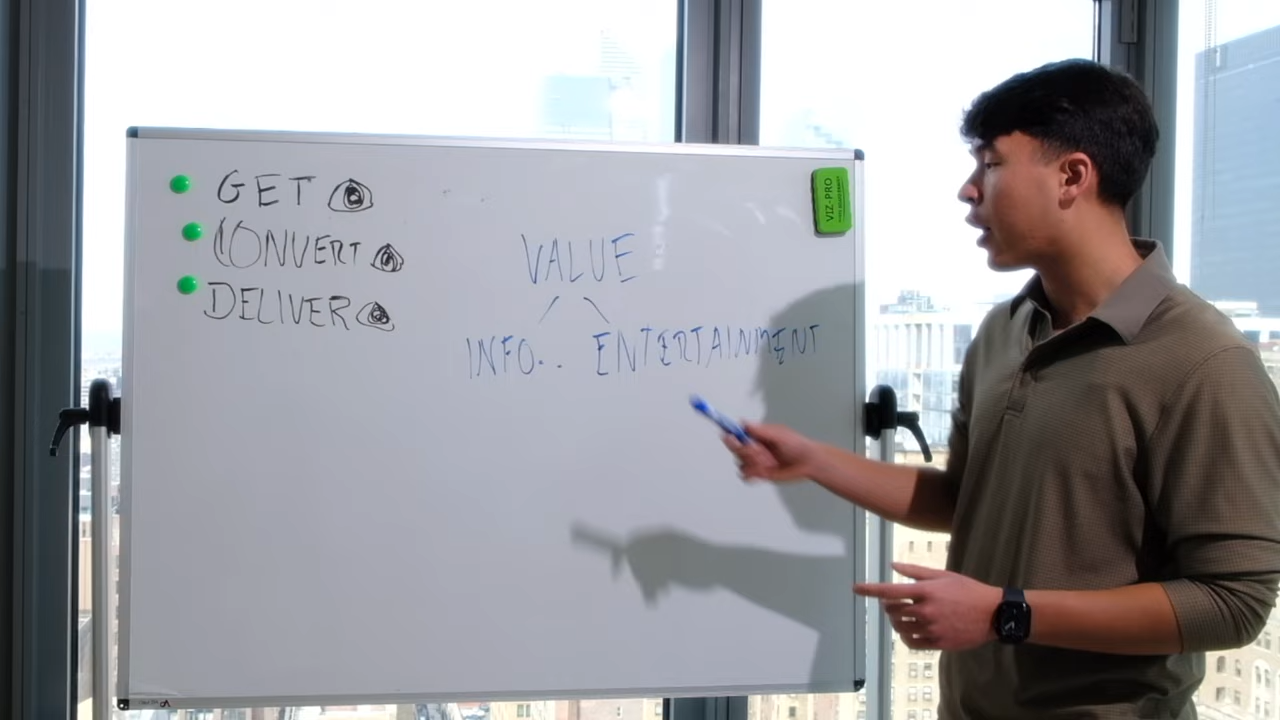 GET
CONVERT
DELIVER
VALUE
INFO.. ENTERTAINMENT
VIZ-PRO